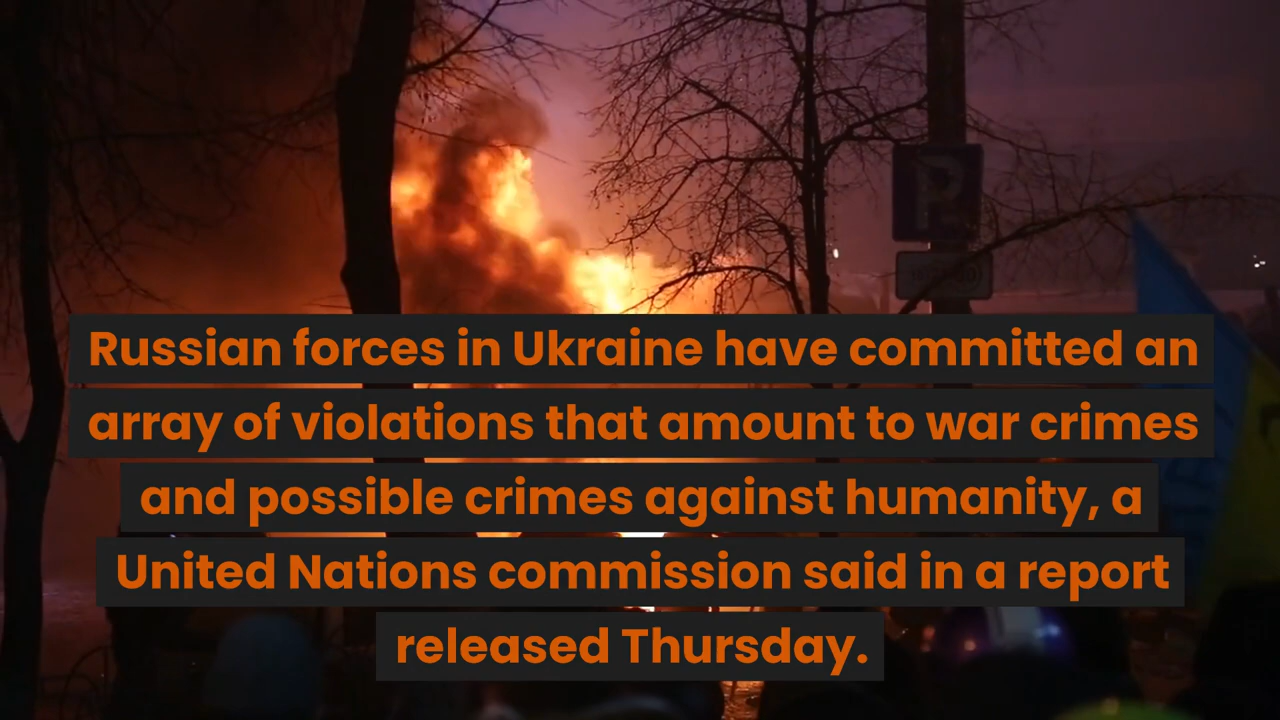 P
Russian forces in Ukraine have committed an
array of violations that amount to war crimes
and possible crimes against humanity, a
United Nations commission said in a report
released Thursday.